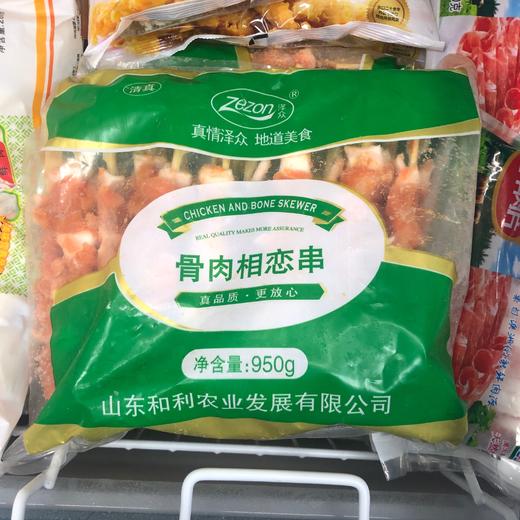 清真
Zezon
泽众
®
真情泽众 地道美食
CHICKEN AND BONE SKEWER
REAL QUALITY MAKES MORE ASSURANCE
骨肉相恋串
真品质·更放心
净含量:950g
山东和利农业发展有限公司